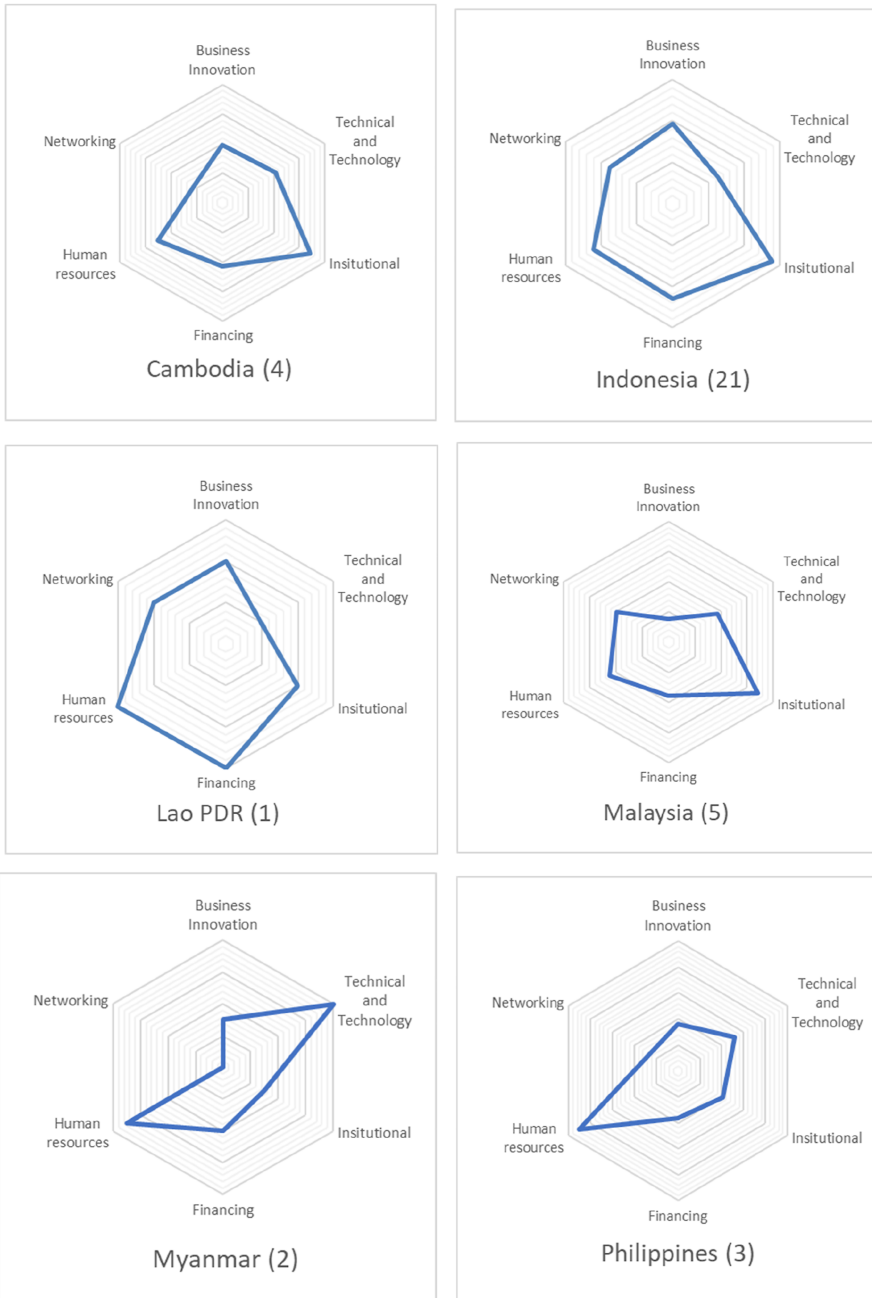 Business
Innovation
Technical
and
Technology
Networking
Human
resources
Insitutional
Financing
Cambodia (4)
Business
Innovation
Technical
and
Technology
Networking
Human
resources
Insitutional
Financing
Indonesia (21)
Business
Innovation
Technical
and
Technology
Networking
Human
resources
Insitutional
Financing
Lao PDR (1)
Business
Innovation
Technical
and
Technology
Networking
Human
resources
Insitutional
Financing
Malaysia (5)
Business
Innovation
Technical
and
Technology
Networking
Human
resources
Insitutional
Financing
Myanmar (2)
Business
Innovation
Technical
and
Technology
Networking
Human
resources
Insitutional
Financing
Philippines (3)